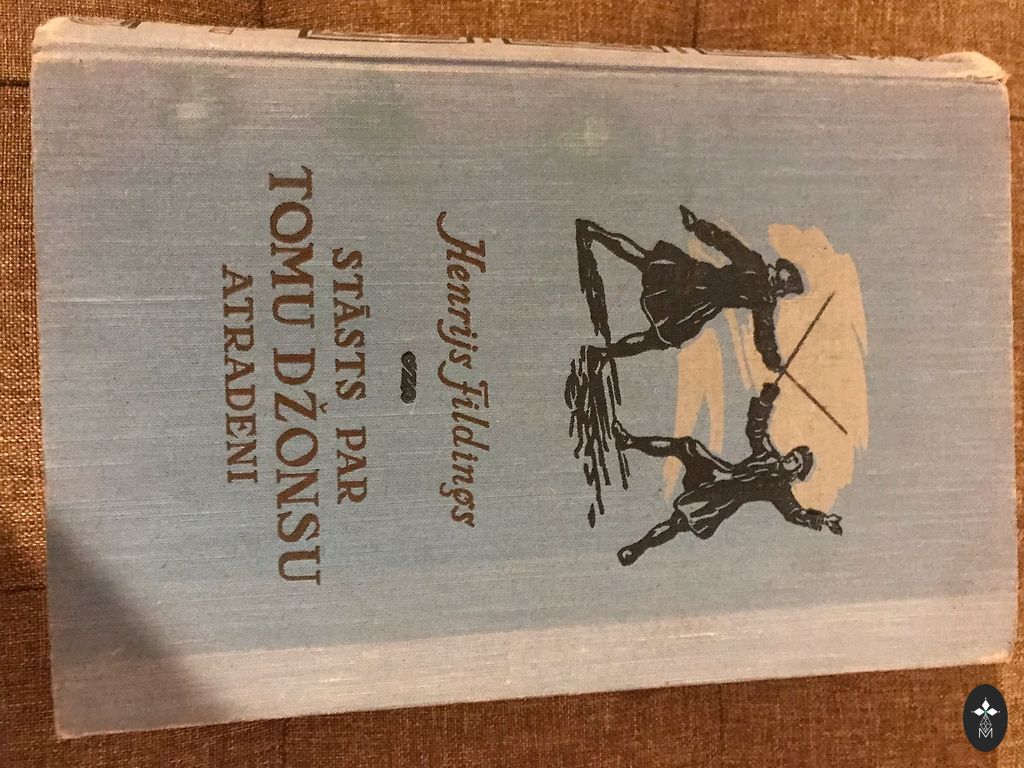 Henrijs Fildings
STĀSTS PAR
TOMU DŽONSU
ATRADENI
M